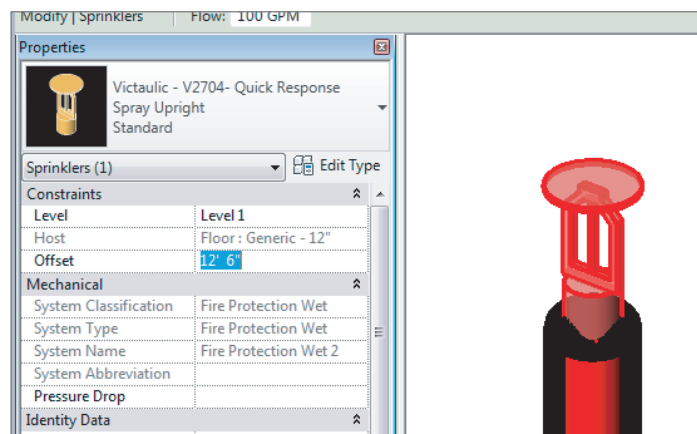 Modify | Sprinklers Flow: 100 GPM
Properties
Victaulic - V2704- Quick Response
Spray Upright
Standard
Sprinklers (1) Edit Type
Constraints
Level Level 1
Host Floor : Generic - 12"
Offset 12' 6"
Mechanical
System Classification Fire Protection Wet
System Type Fire Protection Wet
System Name Fire Protection Wet 2
System Abbreviation
Pressure Drop
Identity Data